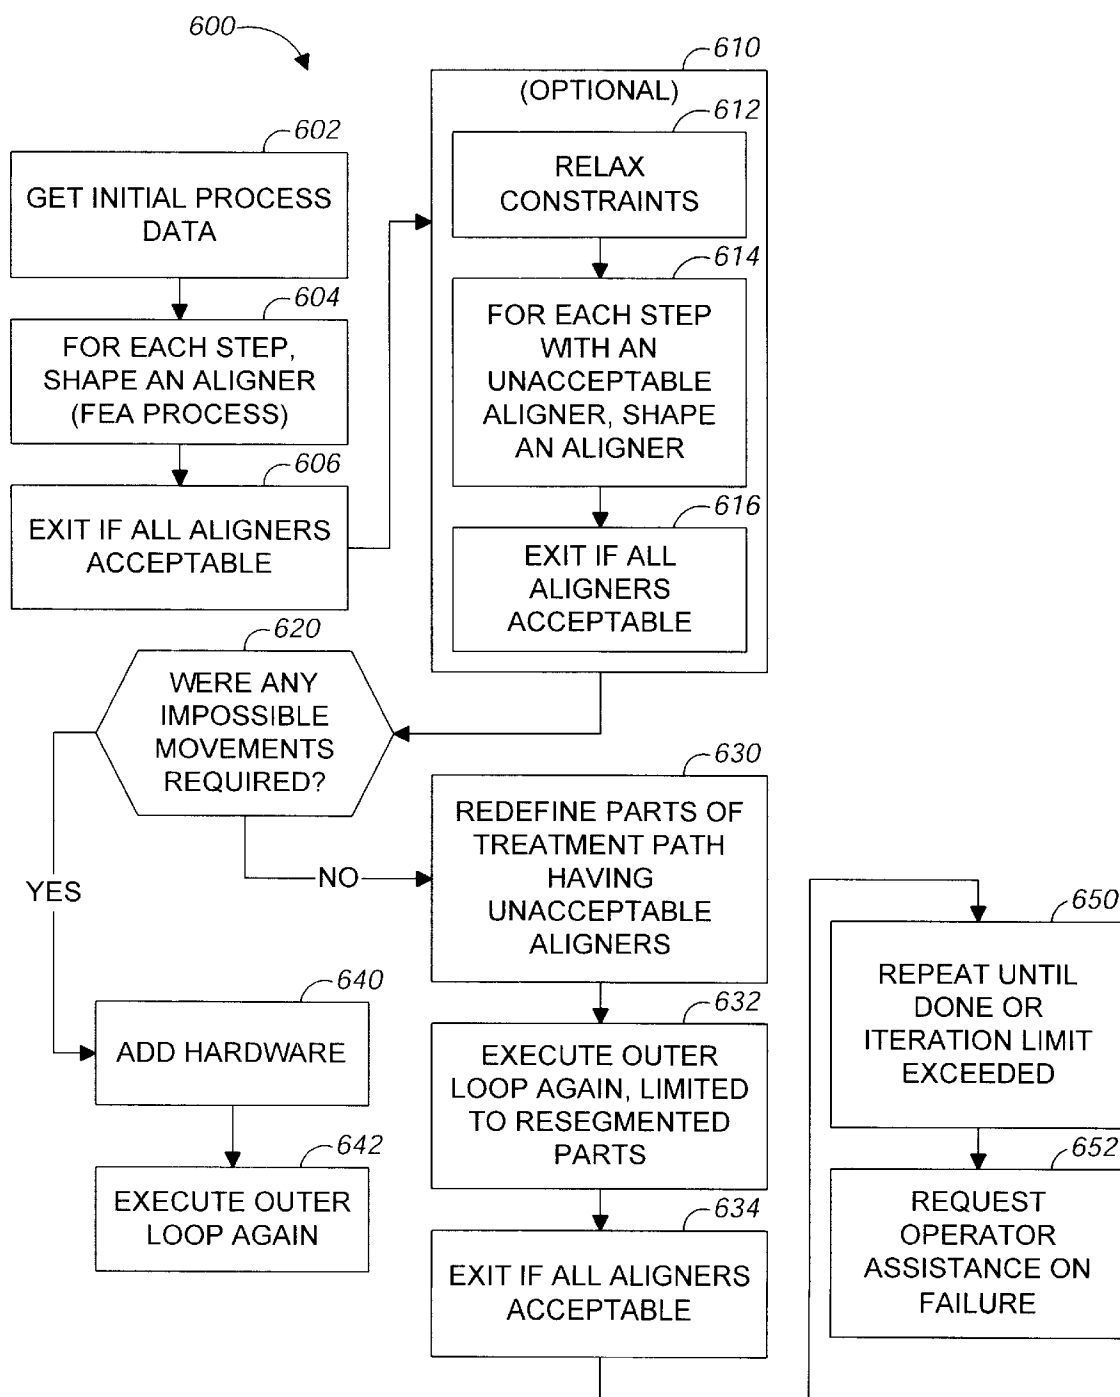 600
602
GET INITIAL PROCESS
DATA
604
FOR EACH STEP,
SHAPE AN ALIGNER
(FEA PROCESS)
606
EXIT IF ALL ALIGNERS
ACCEPTABLE
610
(OPTIONAL)
612
RELAX
CONSTRAINTS
614
FOR EACH STEP
WITH AN
UNACCEPTABLE
ALIGNER, SHAPE
AN ALIGNER
616
EXIT IF ALL
ALIGNERS
ACCEPTABLE
620
WERE ANY
IMPOSSIBLE
MOVEMENTS
REQUIRED?
YES
NO
630
REDEFINE PARTS OF
TREATMENT PATH
HAVING
UNACCEPTABLE
ALIGNERS
632
EXECUTE OUTER
LOOP AGAIN, LIMITED
TO RESEGMENTED
PARTS
634
EXIT IF ALL ALIGNERS
ACCEPTABLE
640
ADD HARDWARE
642
EXECUTE OUTER
LOOP AGAIN
650
REPEAT UNTIL
DONE OR
ITERATION LIMIT
EXCEEDED
652
REQUEST
OPERATOR
ASSISTANCE ON
FAILURE